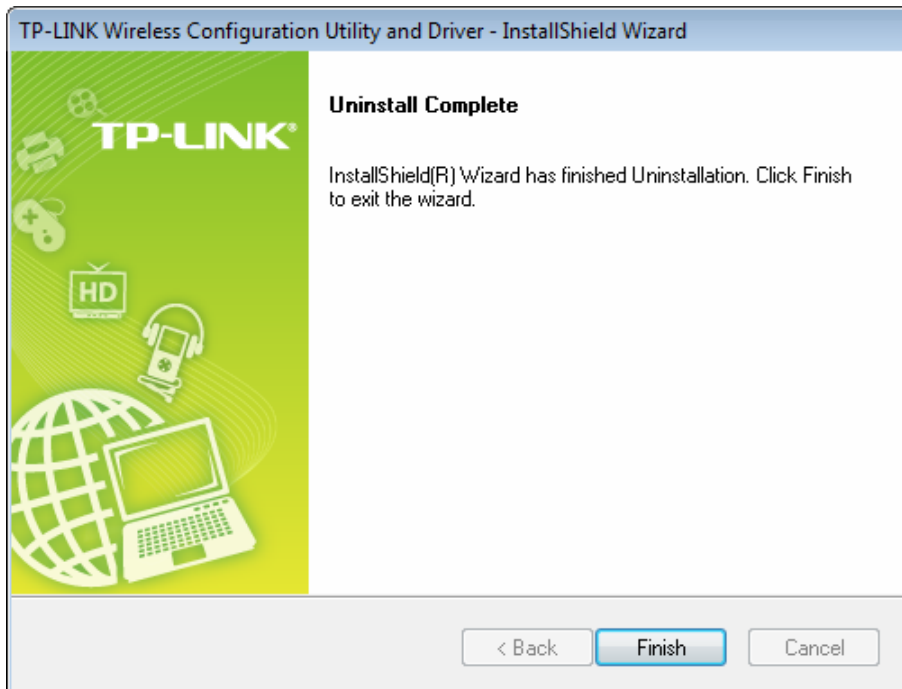 TP-LINK Wireless Configuration Utility and Driver - InstallShield Wizard
TP-LINK®
HD
Uninstall Complete
InstallShield(R) Wizard has finished Uninstallation. Click Finish
to exit the wizard.
< Back
Finish
Cancel